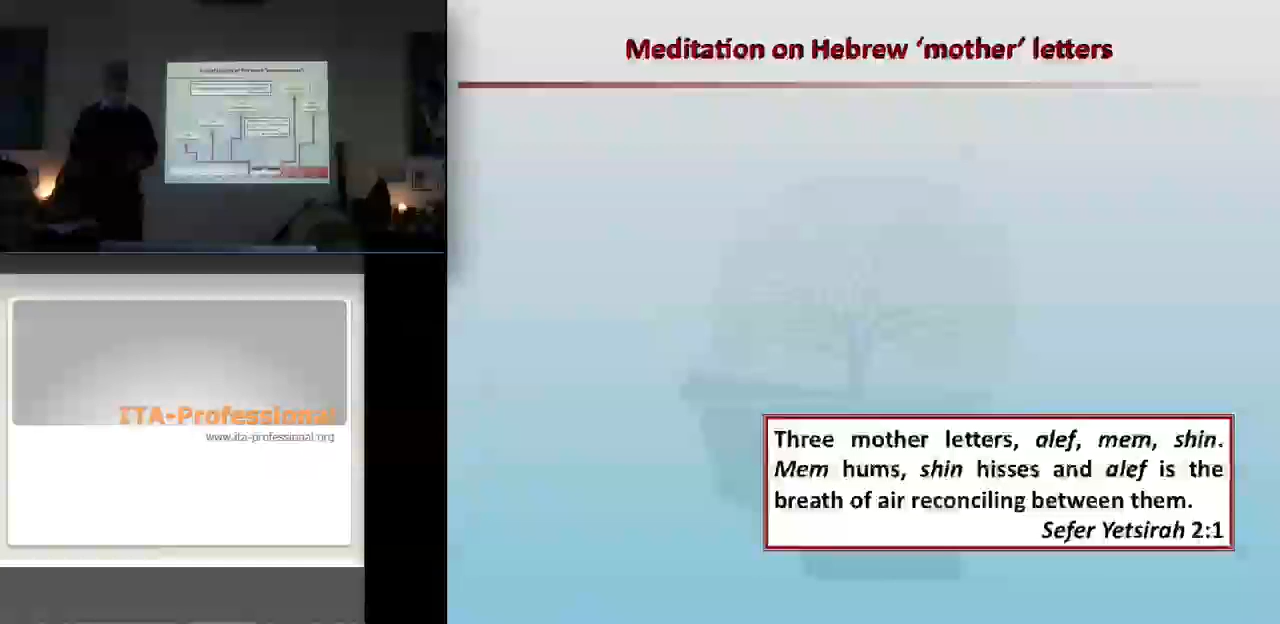 Meditation on Hebrew ‘mother’ letters
Three mother letters, alef, mem, shin.
Mem hums, shin hisses and alef is the
breath of air reconciling between them.
Sefer Yetsirah 2:1
ITA-Professional
www.ita-professional.org